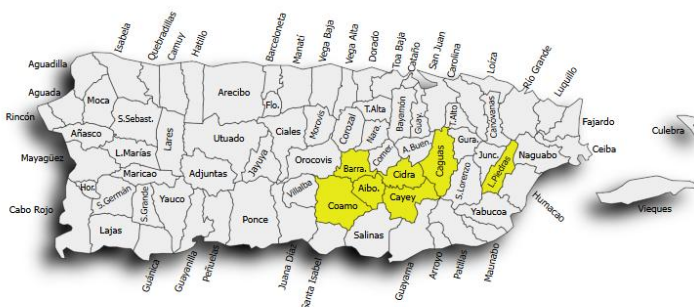 Isabela
Quebradillas
Camuy
Hatillo
Barceloneta
Manatí
Vega Baja
Vega Alta
Dorado
Toa Baja
Cataño
San Juan
Carolina
Loíza
Río Grande
Luquillo
Aguadilla
Aguada
Rincón
Moca
S.Sebast.
Añasco
Mayagüez
L.Marías
Lares
Arecibo
Flo.
Utuado
Ciales
Morovis
Corozal
T.Alta
Nara.
Bayamón
Guay.
T.Alto
Canóvanas
Fajardo
Culebra
Ceiba
Naguabo
Junc.
Gura.
A.Buen.
Comer.
Orocovis
Jayuya
Adjuntas
Maricao
Hor.
S.Germán
S.Grande
Yauco
Cabo Rojo
Lajas
Ponce
Villalba
Barra.
Coamo
Aibo.
Cidra
Cayey
Caguas
S.Lorenzo
L.Piedras
Humacao
Yabucoa
Vieques
Salinas
Guánica
Guayanilla
Peñuelas
Juana Díaz
Santa Isabel
Guayama
Arroyo
Patillas
Maunabo